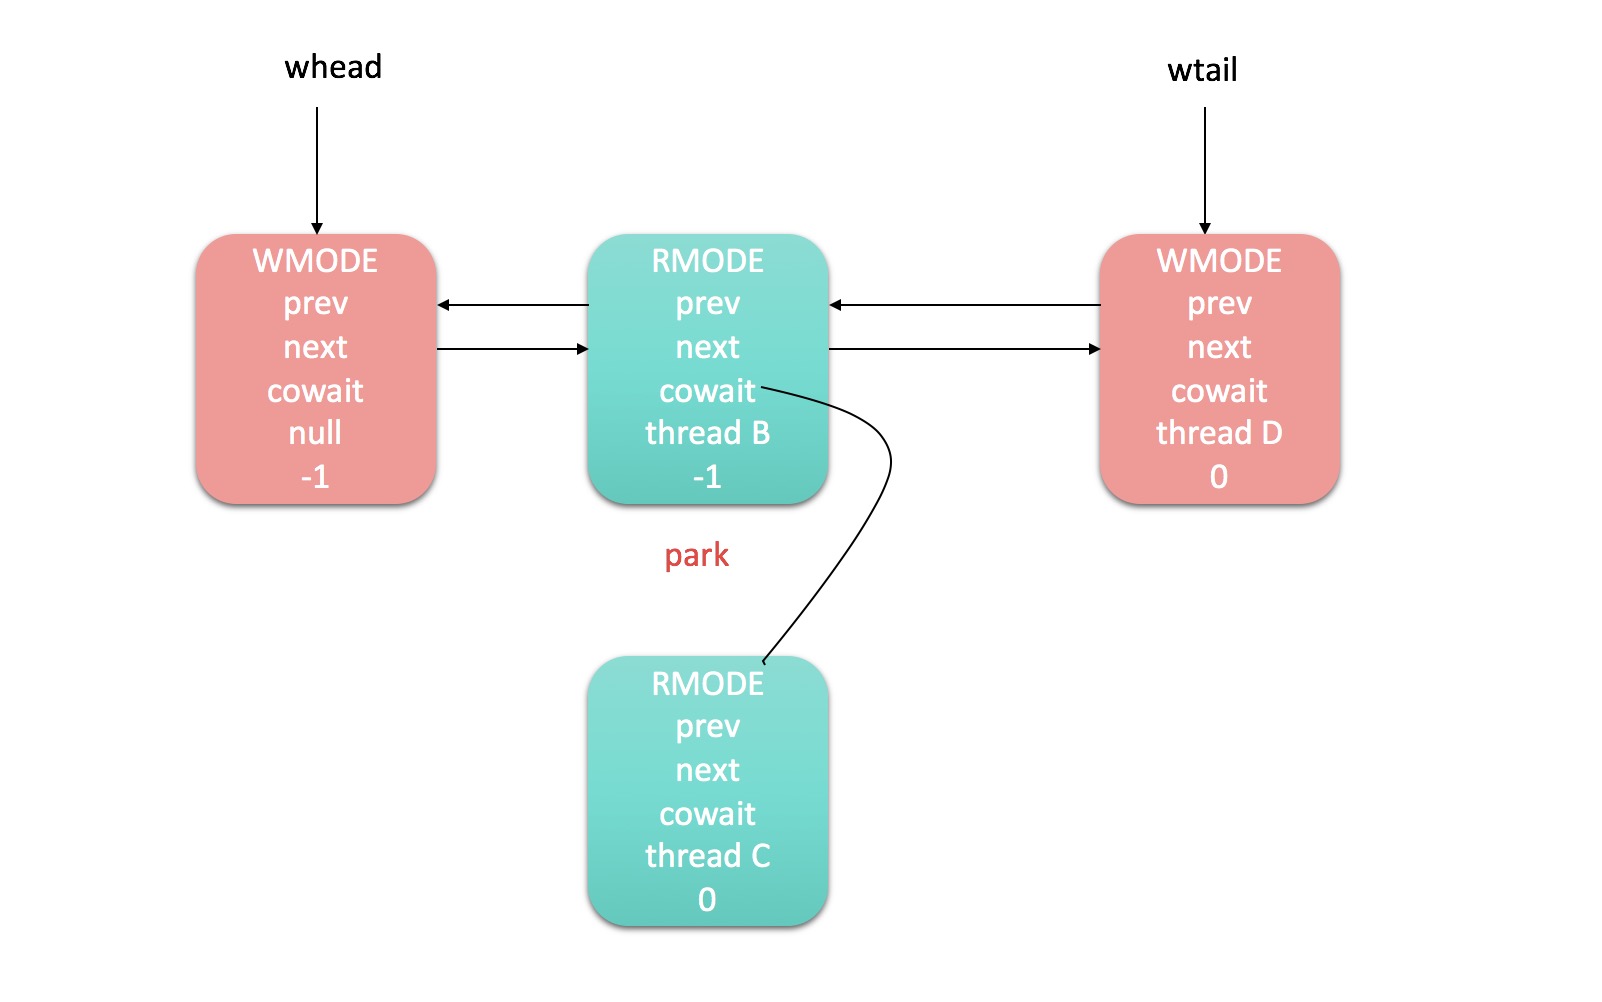 whead
wtail
WMODE
prev
next
cowait
null
-1
RMODE
prev
next
cowait
thread B
-1
WMODE
prev
next
cowait
thread D
0
park
RMODE
prev
next
cowait
thread C
0